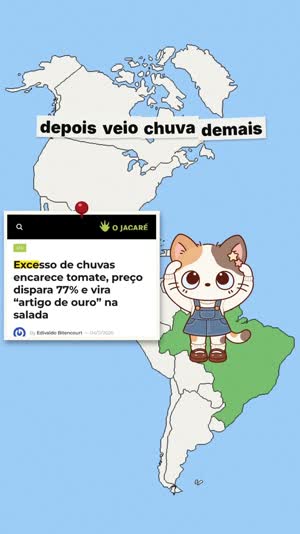 depois veio chuva demais
O JACARÉ
Excesso de chuvas
encarece tomate, preço
dispara 77% e vira
“artigo de ouro” na
salada
by Edivaldo Bitencourt